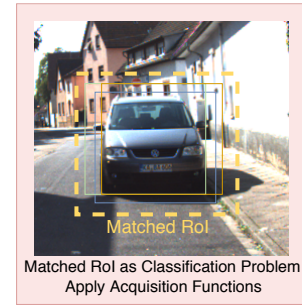 Matched RoI
Matched RoI as Classification Problem
Apply Acquisition Functions